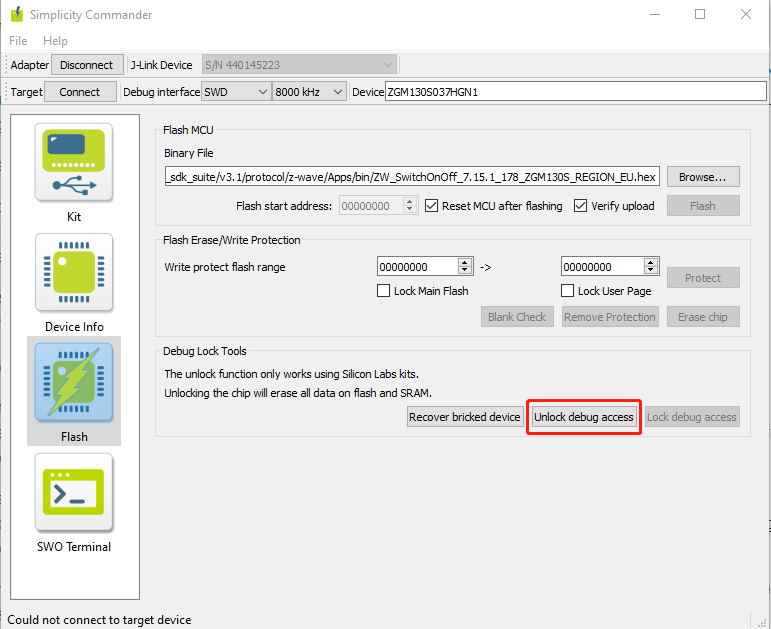 Simplicity Commander
File Help
Adapter Disconnect J-Link Device S/N 440145223
Target Connect Debug interface SWD 8000 kHz Device ZGM130S037HGN1
Kit
Device Info
Flash
SWO Terminal
Flash MCU
Binary File
_sdk_suite/v3.1/protocol/z-wave/Apps/bin/ZW_SwitchOnOff_7.15.1_178_ZGM130S_REGION_EU.hex Browse...
Flash start address: 00000000 Reset MCU after flashing Verify upload Flash
Flash Erase/Write Protection
Write protect flash range 00000000 -> 00000000 Protect
Lock Main Flash Lock User Page
Blank Check Remove Protection Erase chip
Debug Lock Tools
The unlock function only works using Silicon Labs kits.
Unlocking the chip will erase all data on flash and SRAM.
Recover bricked device Unlock debug access Lock debug access
Could not connect to target device